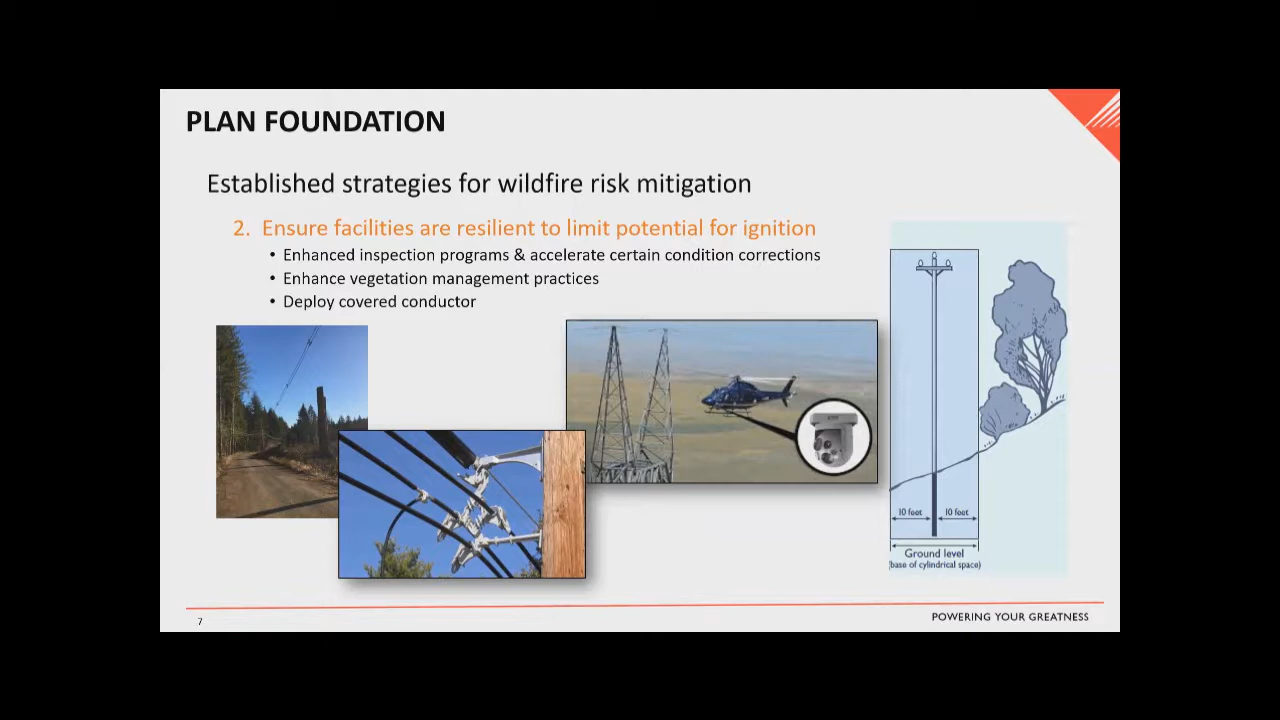 PLAN FOUNDATION
Established strategies for wildfire risk mitigation
2. Ensure facilities are resilient to limit potential for ignition
• Enhanced inspection programs & accelerate certain condition corrections
• Enhance vegetation management practices
• Deploy covered conductor
10 feet
10 feet
Ground level
(base of cylindrical space)
7
POWERING YOUR GREATNESS